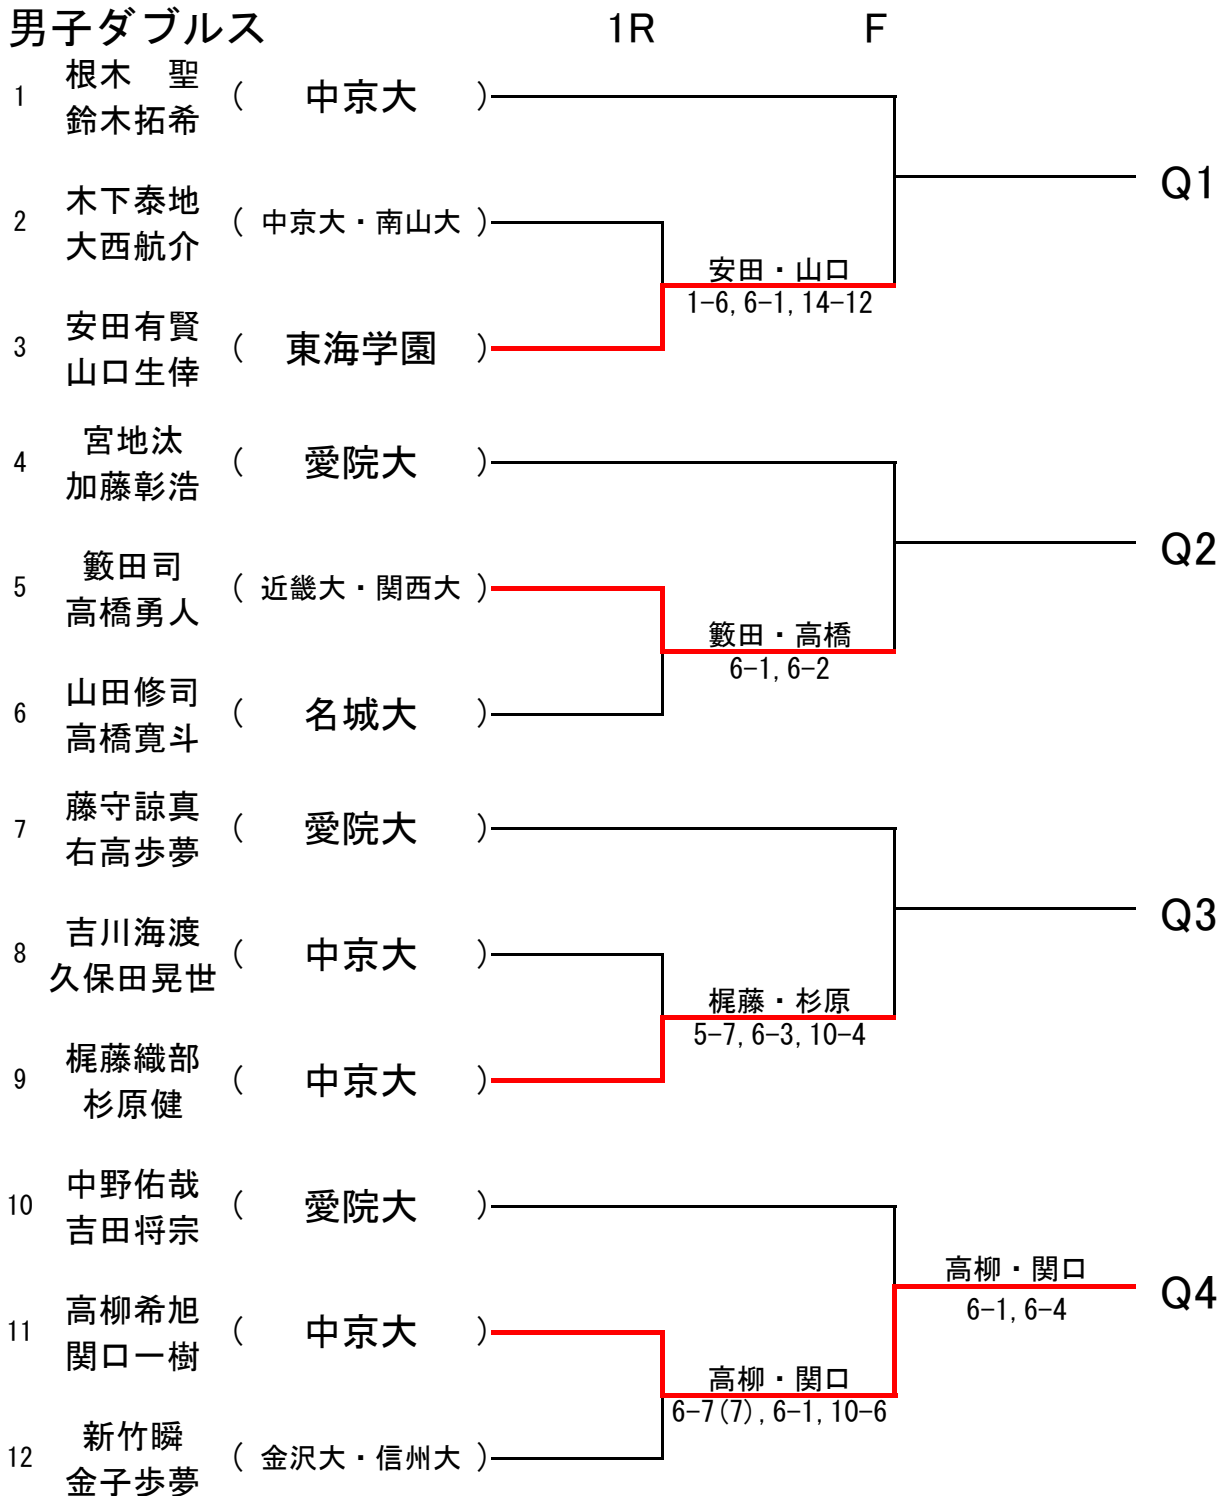 男子ダブルス 1R F
根木　聖
1 ( 中京大 )
鈴木拓希
Q1
木下泰地
2 ( 中京大・南山大 )
大西航介
安田・山口
1-6, 6-1, 14-12
安田有賢
3 ( 東海学園 )
山口生倖
宮地汰
4 ( 愛院大 )
加藤彰浩
Q2
籔田司
5 ( 近畿大・関西大 )
高橋勇人
籔田・高橋
6-1, 6-2
山田修司
6 ( 名城大 )
高橋寛斗
藤守諒真
7 ( 愛院大 )
右高歩夢
Q3
吉川海渡
8 ( 中京大 )
久保田晃世
梶藤・杉原
5-7, 6-3, 10-4
梶藤織部
9 ( 中京大 )
杉原健
中野佑哉
10 ( 愛院大 )
吉田将宗
高柳・関口
6-1, 6-4
Q4
高柳希旭
11 ( 中京大 )
関口一樹
高柳・関口
6-7(7), 6-1, 10-6
新竹瞬
12 ( 金沢大・信州大 )
金子歩夢